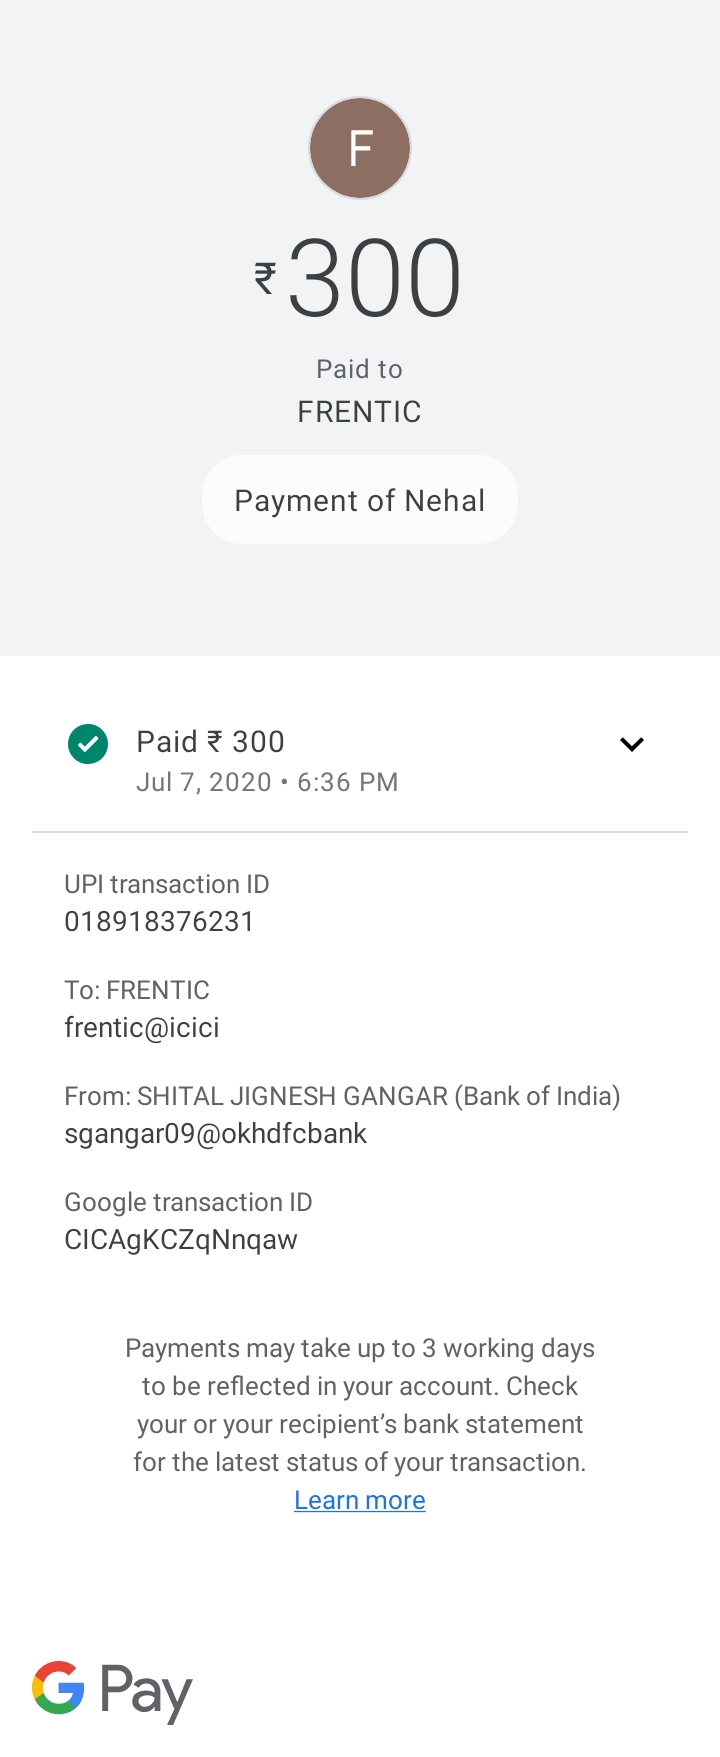 F
₹300
Paid to
FRENTIC
Payment of Nehal
Paid ₹ 300
Jul 7, 2020 • 6:36 PM
UPI transaction ID
018918376231
To: FRENTIC
frentic@icici
From: SHITAL JIGNESH GANGAR (Bank of India)
sgangar09@okhdfcbank
Google transaction ID
CICAgKCZqNnqaw
Payments may take up to 3 working days
to be reflected in your account. Check
your or your recipient's bank statement
for the latest status of your transaction.
Learn more
G Pay